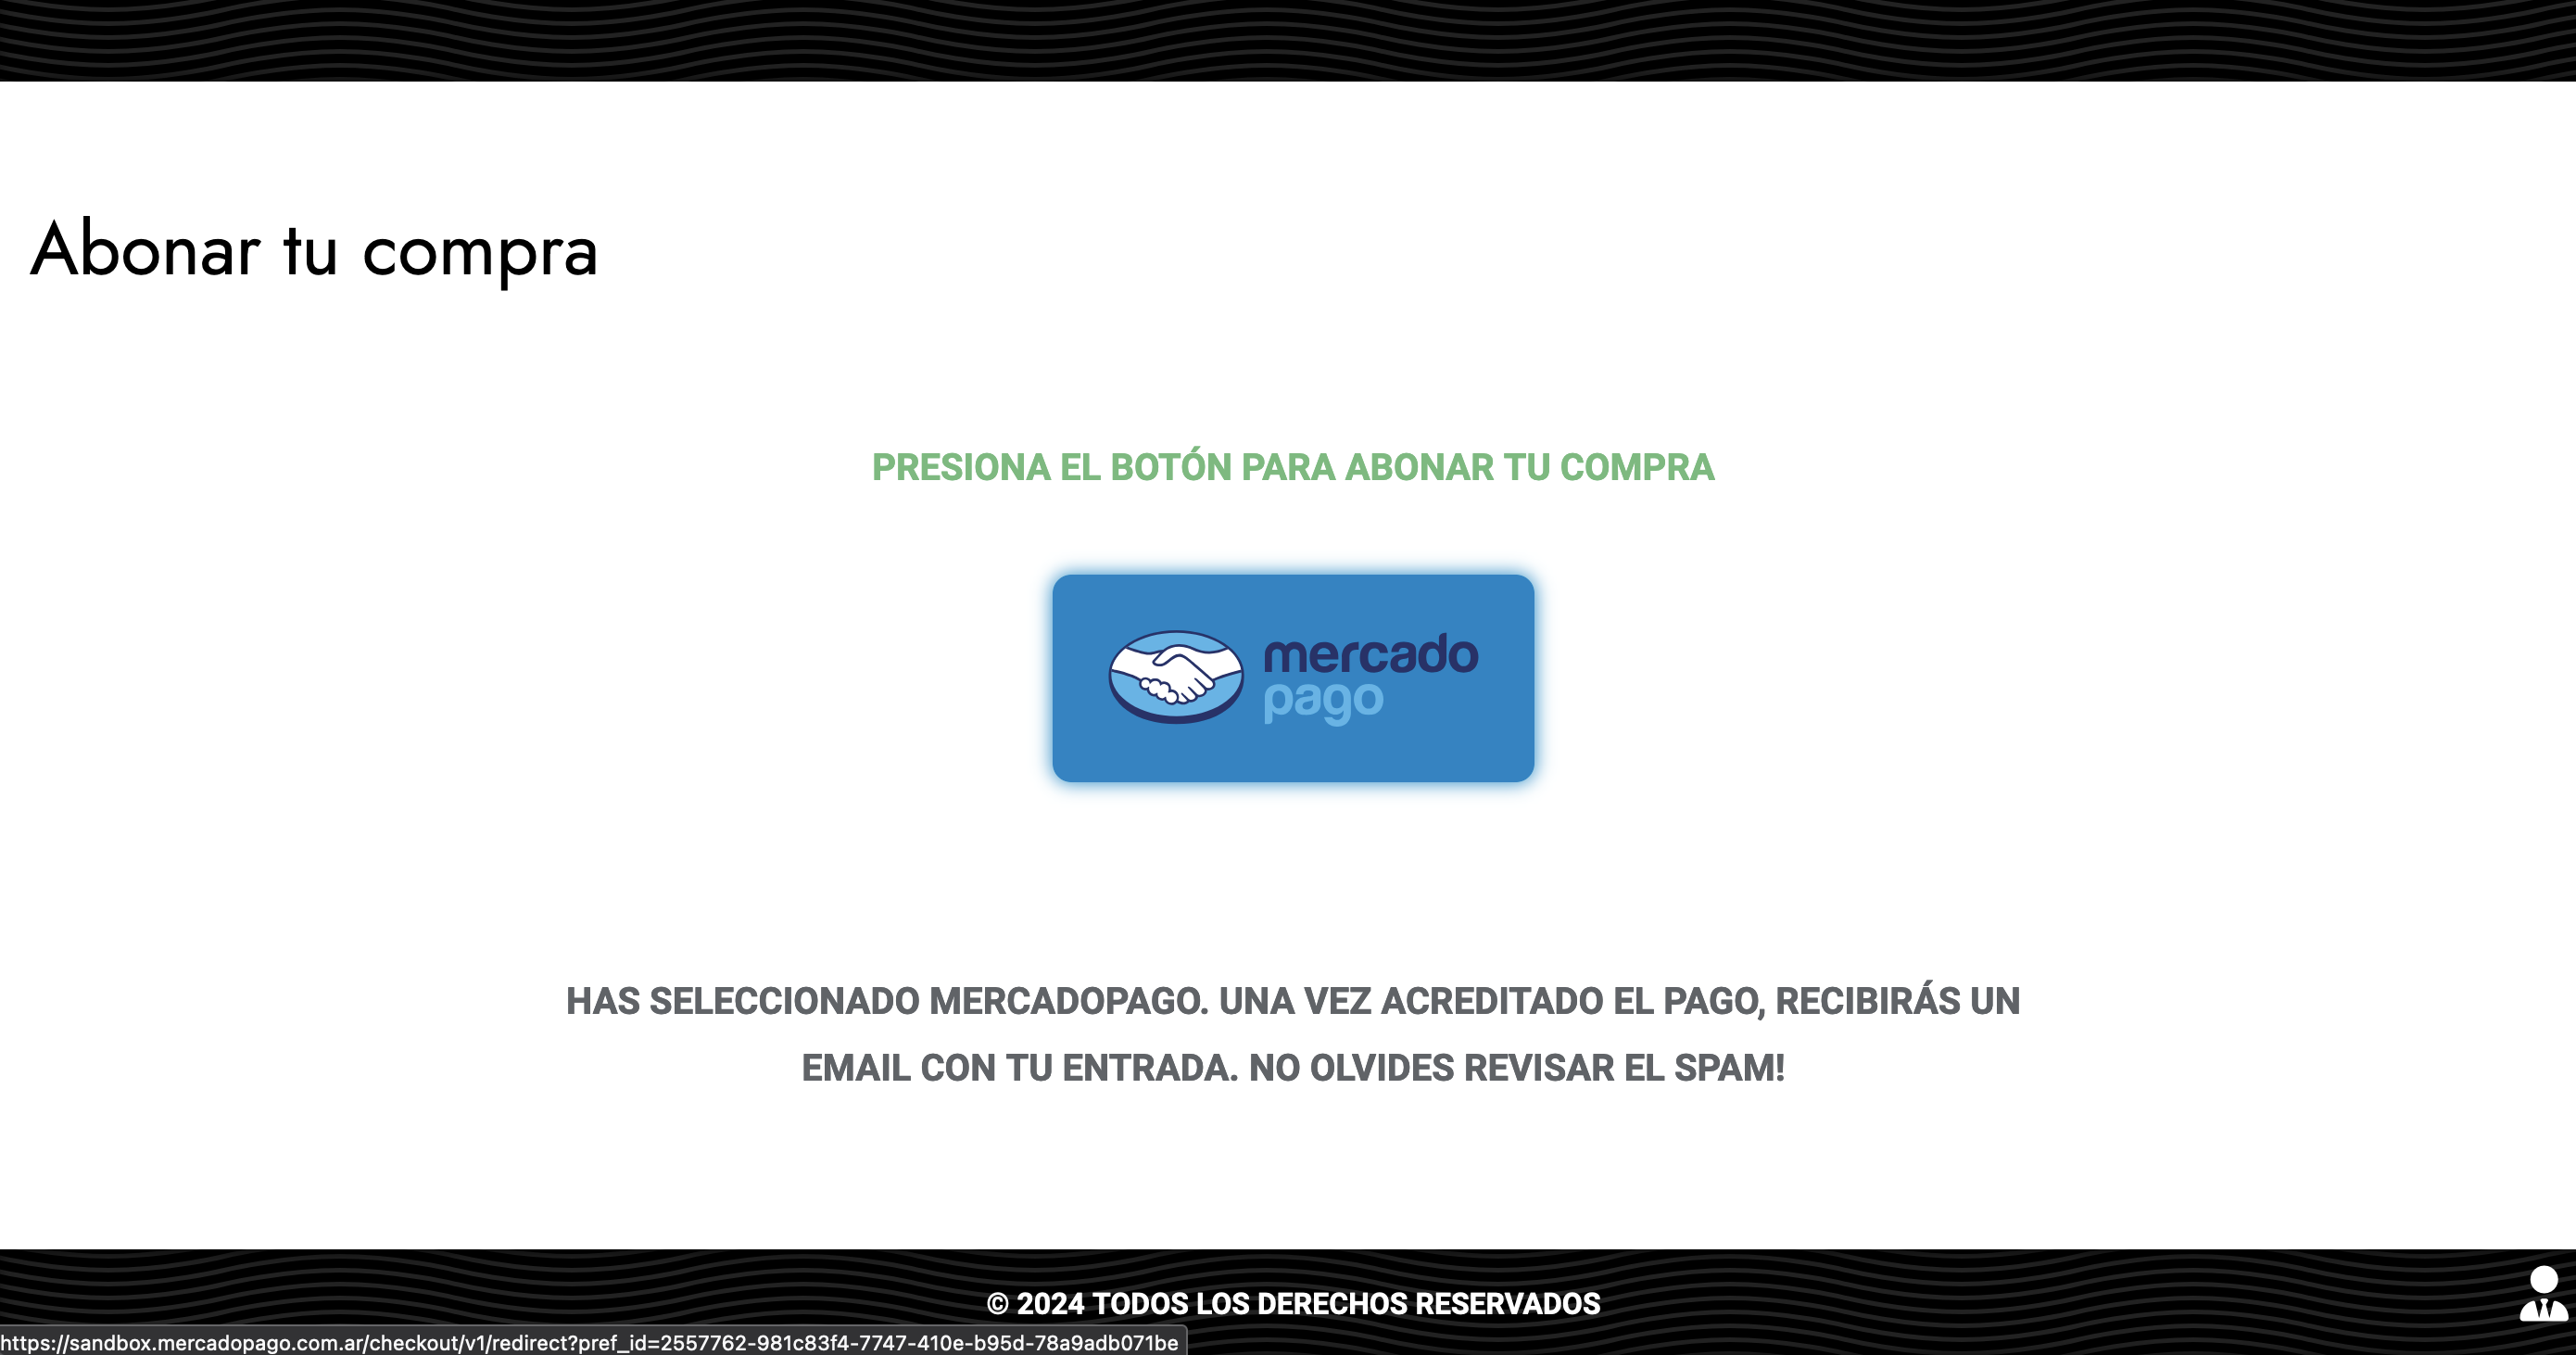 Abonar tu compra
PRESIONA EL BOTÓN PARA ABONAR TU COMPRA
mercado
pago
HAS SELECCIONADO MERCADOPAGO. UNA VEZ ACREDITADO EL PAGO, RECIBIRÁS UN
EMAIL CON TU ENTRADA. NO OLVIDES REVISAR EL SPAM!
© 2024 TODOS LOS DERECHOS RESERVADOS
https://sandbox.mercadopago.com.ar/checkout/v1/redirect?pref_id=2557762-981c83f4-7747-410e-b95d-78a9adb071be